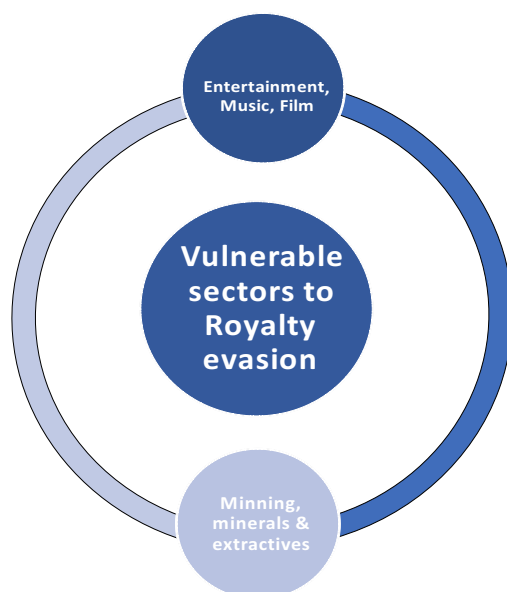 Entertainment,
Music, Film
Vulnerable
sectors to
Royalty
evasion
Minning,
minerals &
extractives